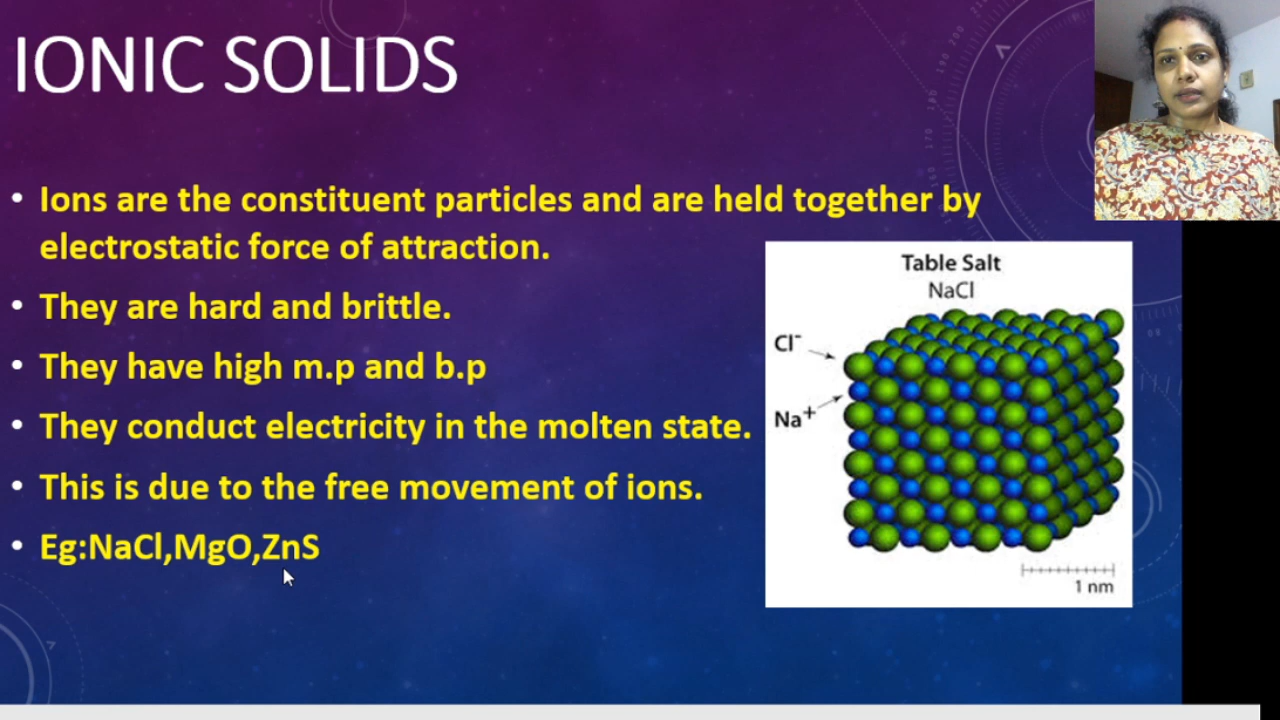 IONIC SOLIDS
• Ions are the constituent particles and are held together by
electrostatic force of attraction.
• They are hard and brittle.
• They have high m.p and b.p
• They conduct electricity in the molten state.
• This is due to the free movement of ions.
• Eg:NaCl,MgO,ZnS
Table Salt
NaCl
Cl⁻
Na⁺
1 nm